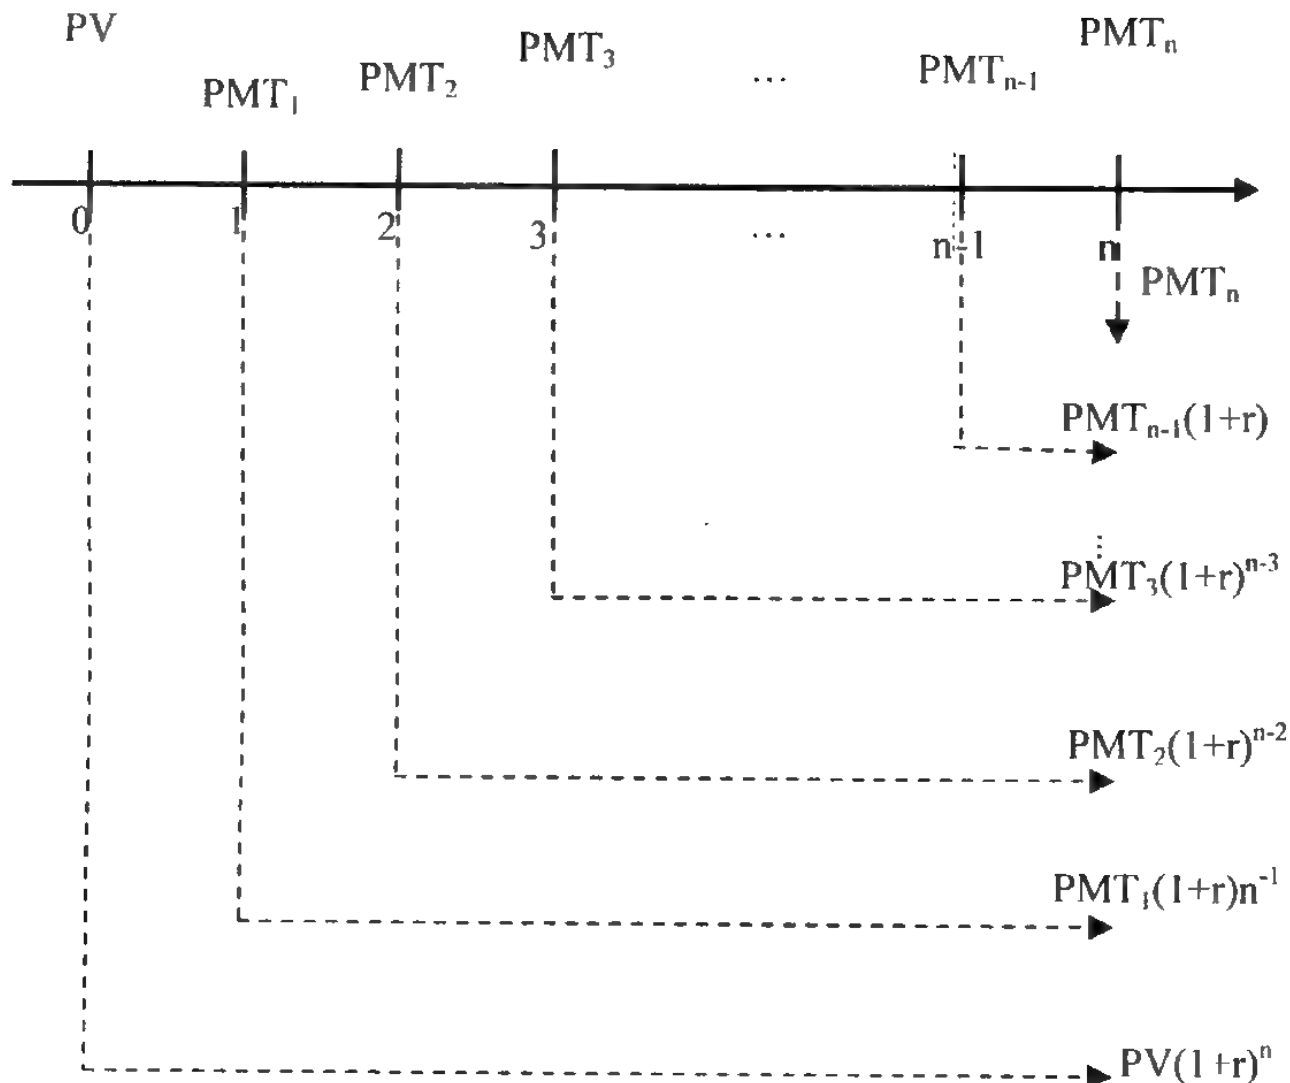 PV PMT₁ PMT₂ PMT₃ ... PMTₙ₋₁ PMTₙ
0 1 2 3 ... n-1 n
PMTₙ
PMTₙ₋₁(1+r)
⋮
PMT₃(1+r)ⁿ⁻³
PMT₂(1+r)ⁿ⁻²
PMT₁(1+r)n⁻¹
PV(1+r)ⁿ